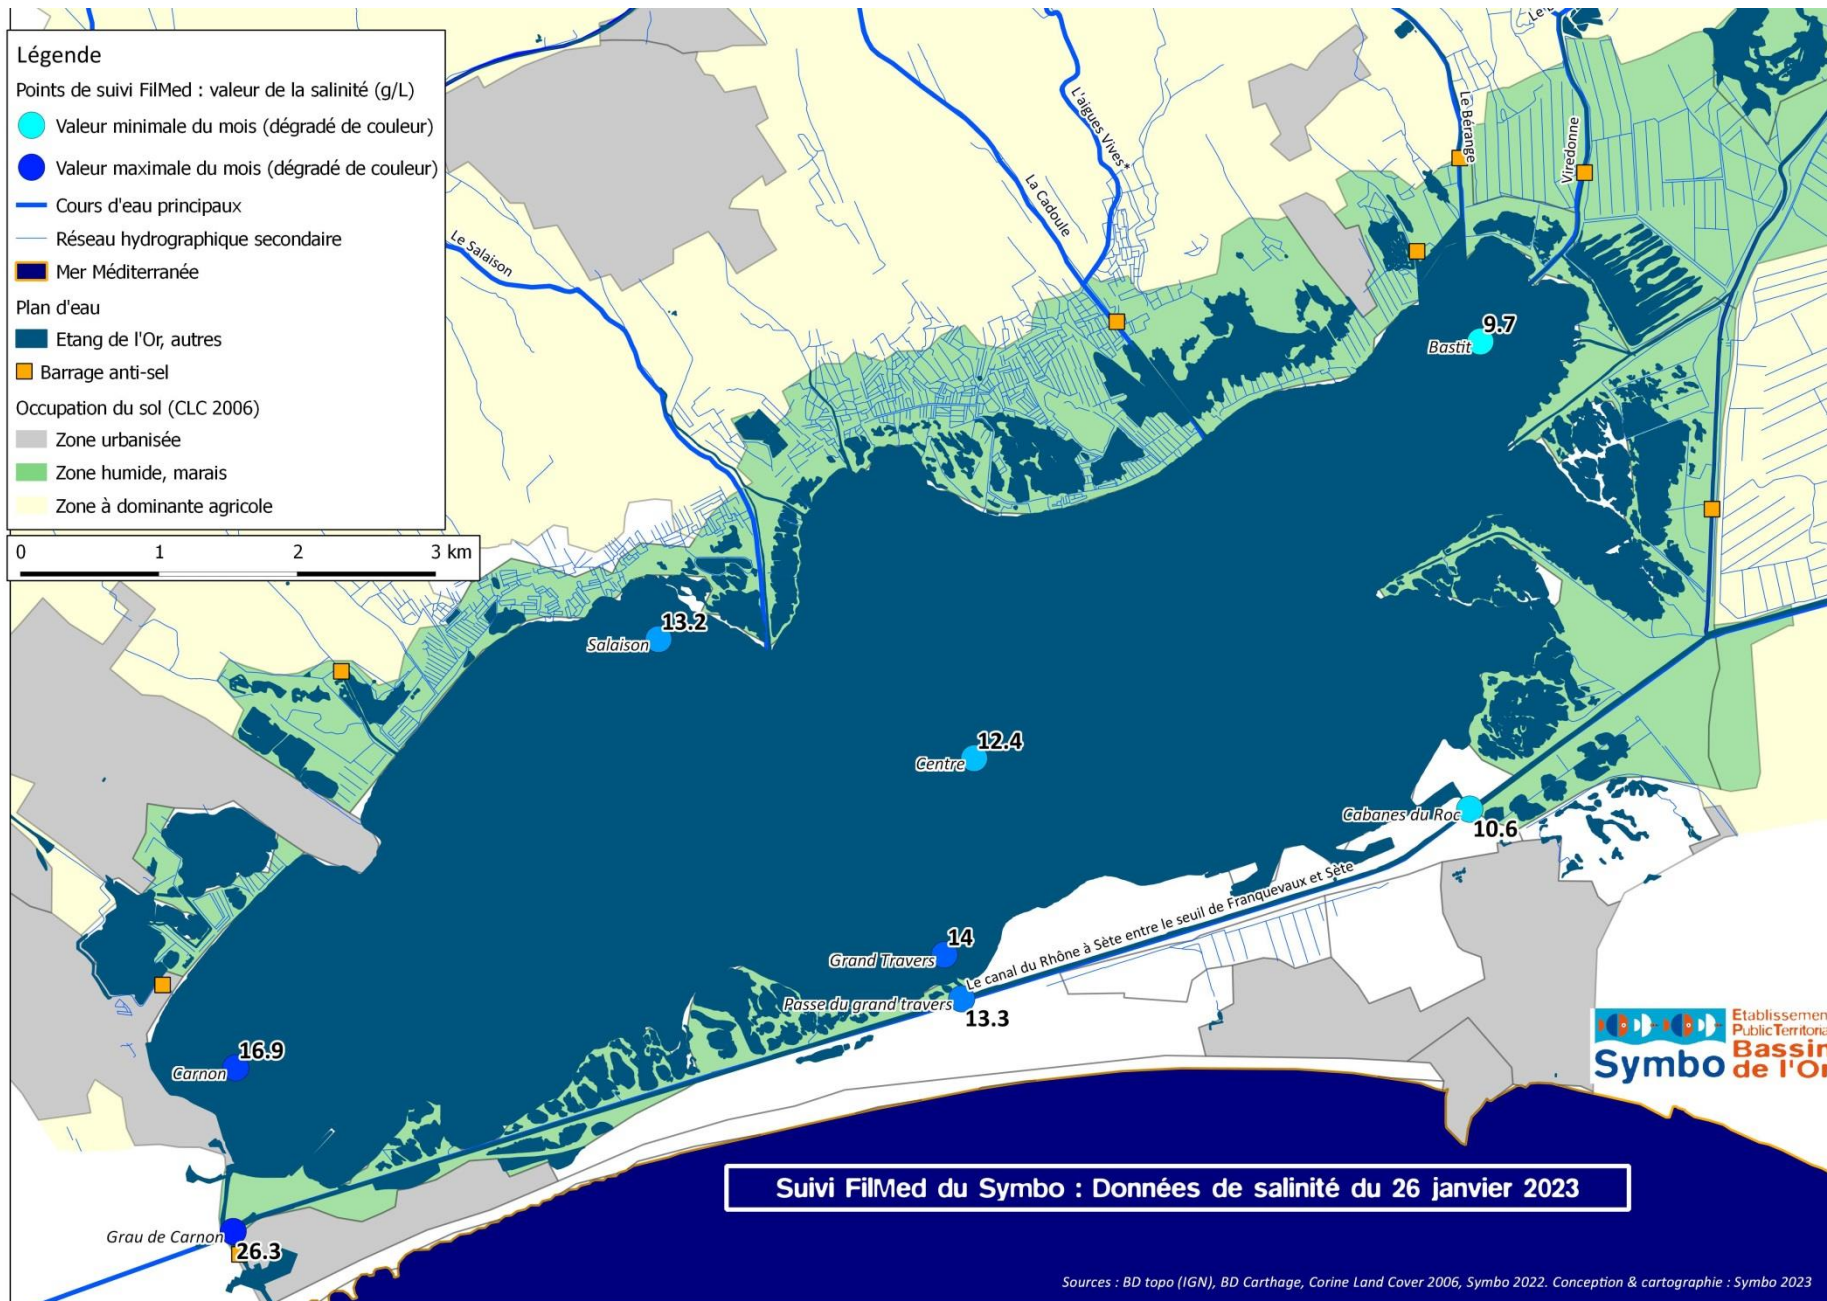 Légende
Points de suivi FilMed : valeur de la salinité (g/L)
Valeur minimale du mois (dégradé de couleur)
Valeur maximale du mois (dégradé de couleur)
Cours d'eau principaux
Réseau hydrographique secondaire
Mer Méditerranée
Plan d'eau
Etang de l'Or, autres
Barrage anti-sel
Occupation du sol (CLC 2006)
Zone urbanisée
Zone humide, marais
Zone à dominante agricole
0 1 2 3 km
Le Salaison
La Cadoule
L'aigues Vives*
Le Bérange
Viredonne
9.7
Bastit
13.2
Salaison
12.4
Centre
Cabanes du Roc
10.6
Le canal du Rhône à Sète entre le seuil de Franquevaux et Sète
14
Grand Travers
Passe du grand travers
13.3
16.9
Carnon
Grau de Carnon
26.3
Symbo
Etablissemen
PublicTerritoria
Bassin
de l'Or
Suivi FilMed du Symbo : Données de salinité du 26 janvier 2023
Sources : BD topo (IGN), BD Carthage, Corine Land Cover 2006, Symbo 2022. Conception & cartographie : Symbo 2023